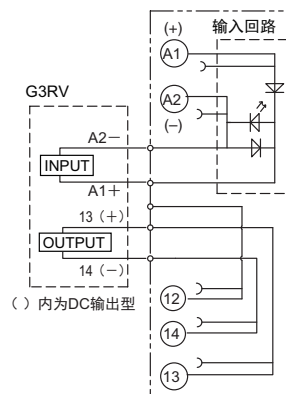 (+)
输入回路
A1
G3RV
A2
(−)
A2−
INPUT
A1+
13（+）
OUTPUT
14（−）
（ ）内为DC输出型
12
14
13